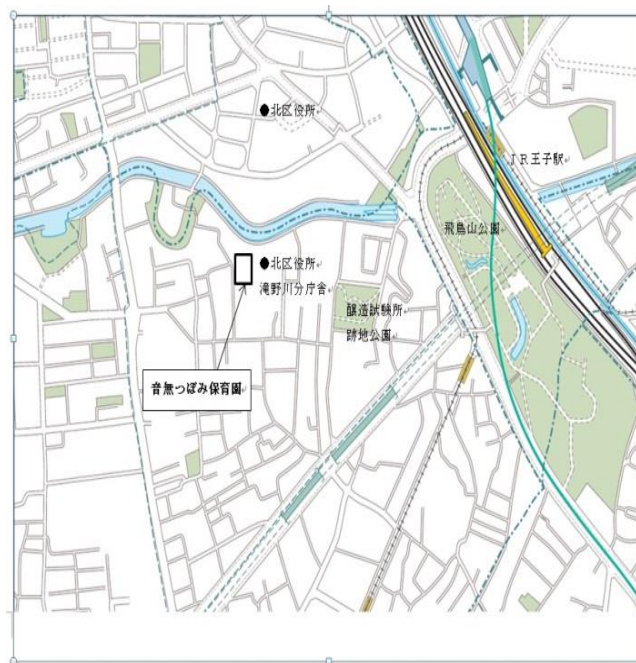 ●北区役所
JR王子駅
飛鳥山公園
●北区役所
滝野川分庁舎
醸造試験所
跡地公園
音無つぼみ保育園